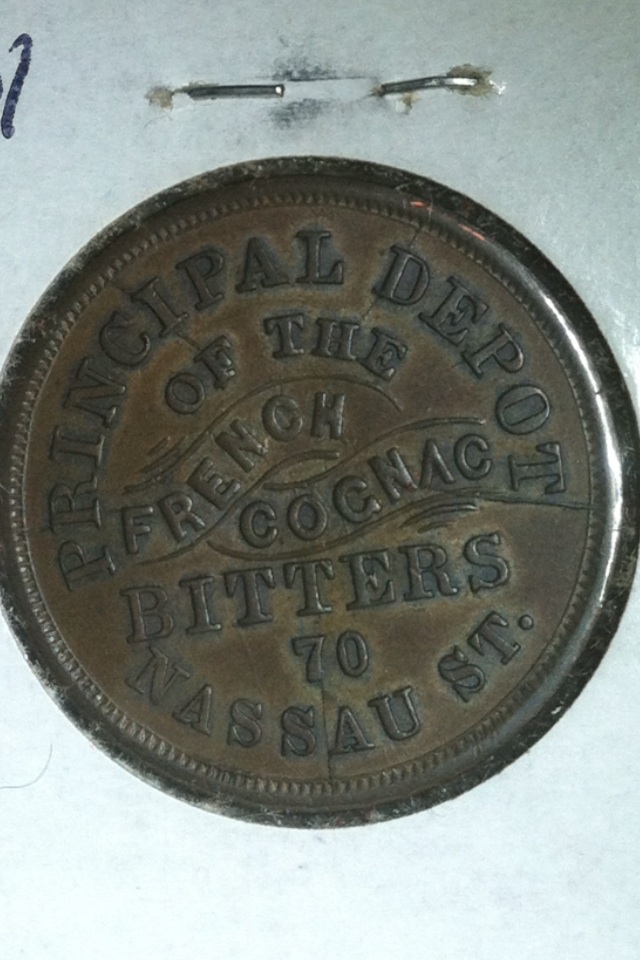 PRINCIPAL DEPOT
OF THE
FRENCH
COGNAC
BITTERS
70
NASSAU ST.